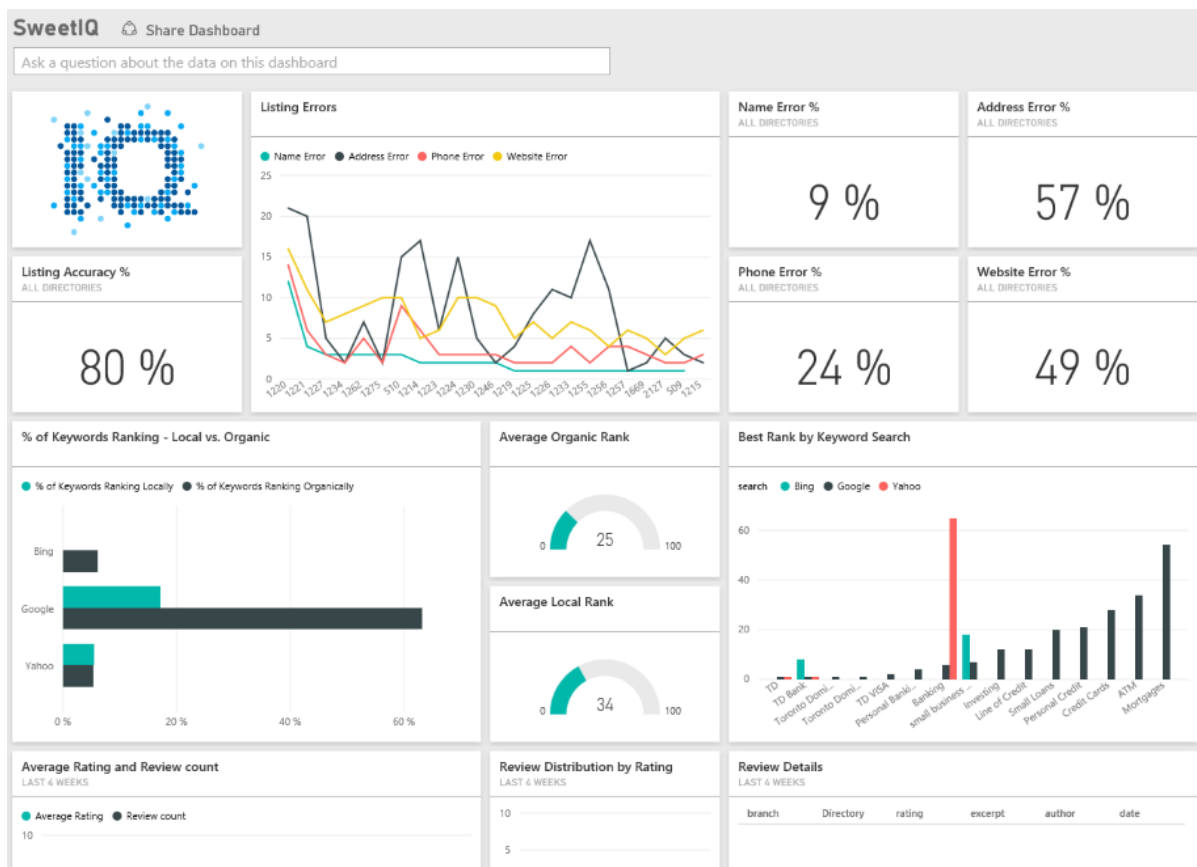 SweetIQ Share Dashboard
Ask a question about the data on this dashboard
IQ
Listing Accuracy %
ALL DIRECTORIES
80 %
Listing Errors
Name Error Address Error Phone Error Website Error
25
20
15
10
5
0
1220 1221 1227 1234 1262 1275 510 1214 1223 1224 1230 1246 1219 1225 1226 1233 1255 1256 1257 1669 2127 509 1215
Name Error %
ALL DIRECTORIES
9 %
Address Error %
ALL DIRECTORIES
57 %
Phone Error %
ALL DIRECTORIES
24 %
Website Error %
ALL DIRECTORIES
49 %
% of Keywords Ranking - Local vs. Organic
% of Keywords Ranking Locally % of Keywords Ranking Organically
Bing
Google
Yahoo
0 % 20 % 40 % 60 %
Average Organic Rank
0 25 100
Average Local Rank
0 34 100
Best Rank by Keyword Search
search Bing Google Yahoo
60
40
20
0
TD TD Bank Toronto Domi... Toronto Domi... TD VISA Personal Banki... Banking small business ... Investing Line of Credit Small Loans Personal Credit Credit Cards ATM Mortgages
Average Rating and Review count
LAST 4 WEEKS
Average Rating Review count
10
Review Distribution by Rating
LAST 4 WEEKS
10
5
Review Details
LAST 4 WEEKS
branch Directory rating excerpt author date